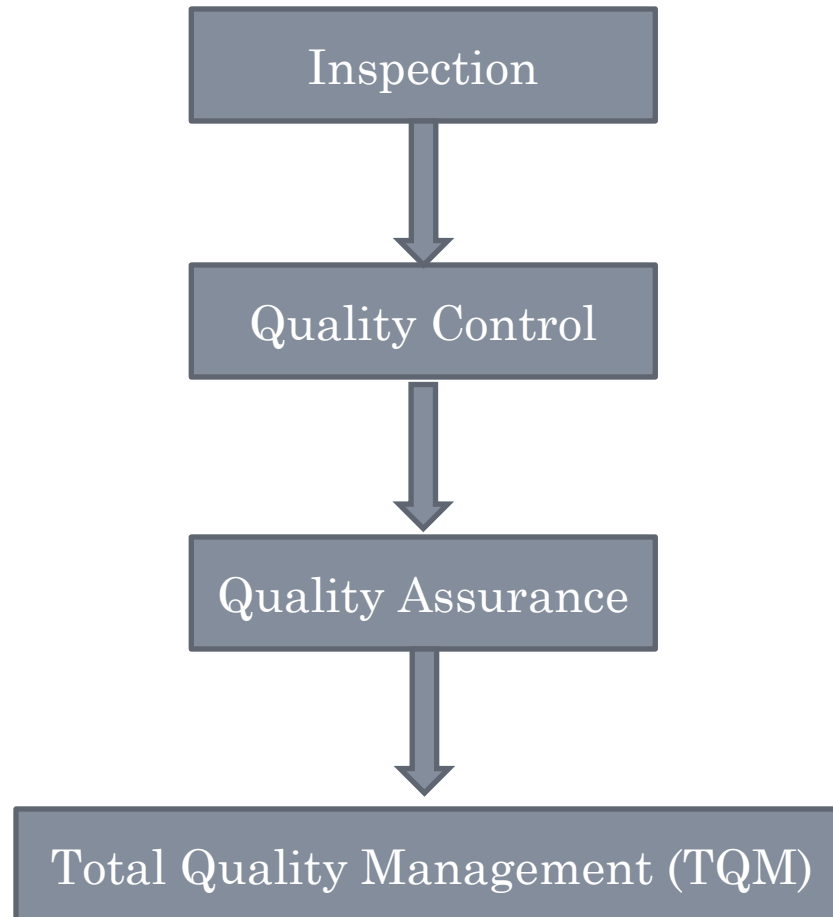 Inspection
Quality Control
Quality Assurance
Total Quality Management (TQM)